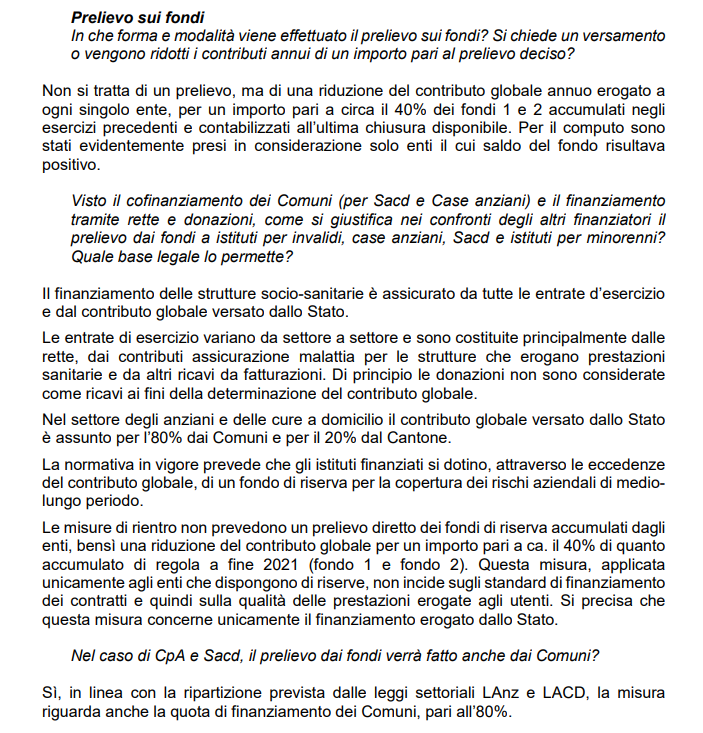 Prelievo sui fondi
In che forma e modalità viene effettuato il prelievo sui fondi? Si chiede un versamento
o vengono ridotti i contributi annui di un importo pari al prelievo deciso?
Non si tratta di un prelievo, ma di una riduzione del contributo globale annuo erogato a
ogni singolo ente, per un importo pari a circa il 40% dei fondi 1 e 2 accumulati negli
esercizi precedenti e contabilizzati all’ultima chiusura disponibile. Per il computo sono
stati evidentemente presi in considerazione solo enti il cui saldo del fondo risultava
positivo.
Visto il cofinanziamento dei Comuni (per Sacd e Case anziani) e il finanziamento
tramite rette e donazioni, come si giustifica nei confronti degli altri finanziatori il
prelievo dai fondi a istituti per invalidi, case anziani, Sacd e istituti per minorenni?
Quale base legale lo permette?
Il finanziamento delle strutture socio-sanitarie è assicurato da tutte le entrate d’esercizio
e dal contributo globale versato dallo Stato.
Le entrate di esercizio variano da settore a settore e sono costituite principalmente dalle
rette, dai contributi assicurazione malattia per le strutture che erogano prestazioni
sanitarie e da altri ricavi da fatturazioni. Di principio le donazioni non sono considerate
come ricavi ai fini della determinazione del contributo globale.
Nel settore degli anziani e delle cure a domicilio il contributo globale versato dallo Stato
è assunto per l’80% dai Comuni e per il 20% dal Cantone.
La normativa in vigore prevede che gli istituti finanziati si dotino, attraverso le eccedenze
del contributo globale, di un fondo di riserva per la copertura dei rischi aziendali di medio-
lungo periodo.
Le misure di rientro non prevedono un prelievo diretto dei fondi di riserva accumulati dagli
enti, bensì una riduzione del contributo globale per un importo pari a ca. il 40% di quanto
accumulato di regola a fine 2021 (fondo 1 e fondo 2). Questa misura, applicata
unicamente agli enti che dispongono di riserve, non incide sugli standard di finanziamento
dei contratti e quindi sulla qualità delle prestazioni erogate agli utenti. Si precisa che
questa misura concerne unicamente il finanziamento erogato dallo Stato.
Nel caso di CpA e Sacd, il prelievo dai fondi verrà fatto anche dai Comuni?
Sì, in linea con la ripartizione prevista dalle leggi settoriali LAnz e LACD, la misura
riguarda anche la quota di finanziamento dei Comuni, pari all’80%.